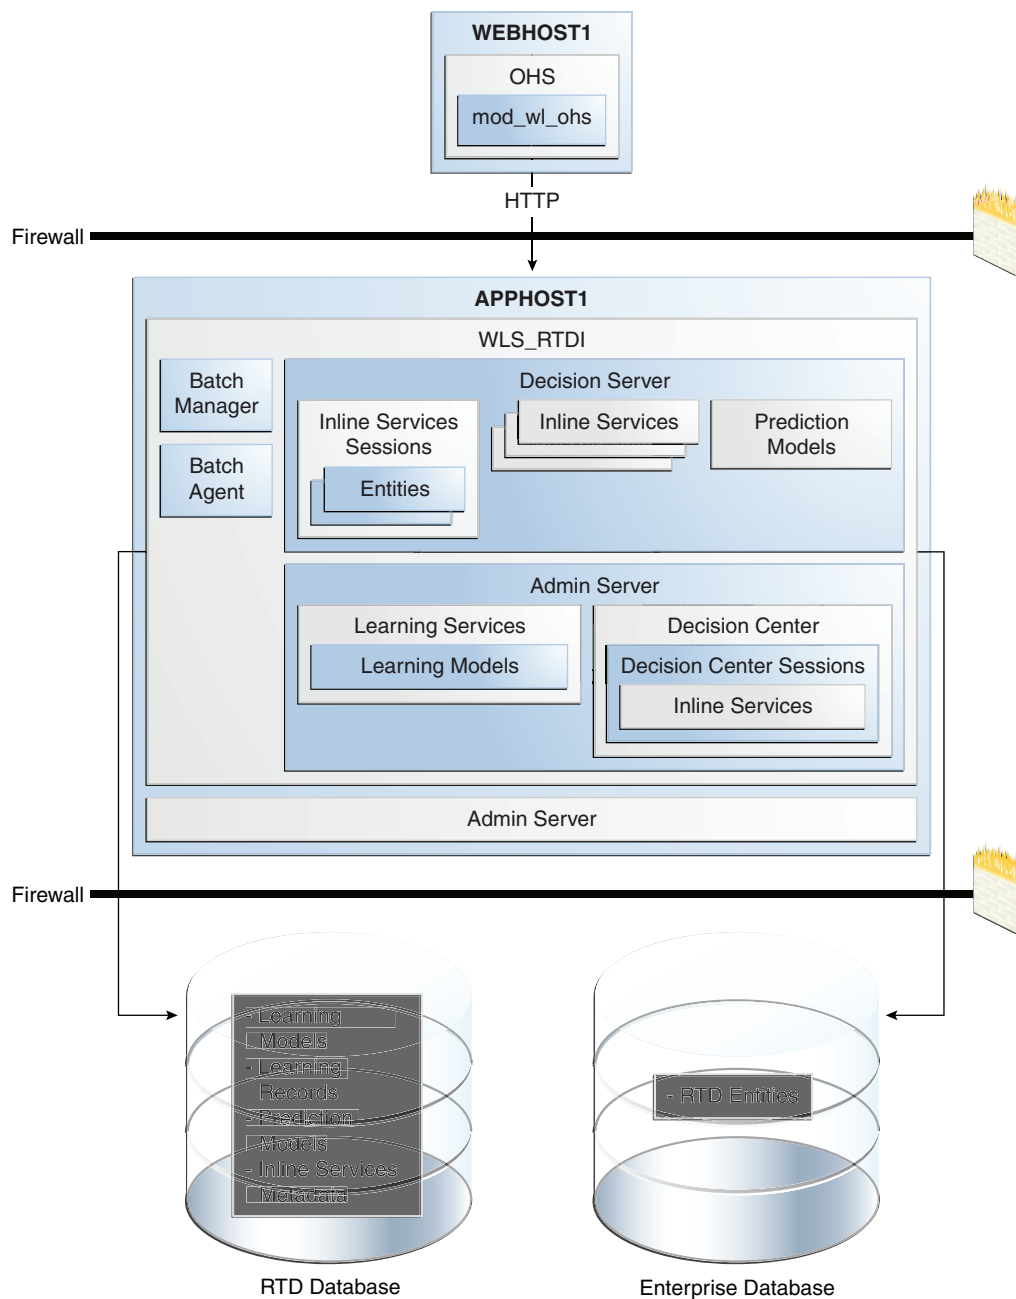 WEBHOST1
OHS
mod_wl_ohs
HTTP
Firewall
APPHOST1
WLS_RTDI
Batch
Manager
Batch
Agent
Decision Server
Inline Services
Sessions
Entities
Inline Services
Prediction
Models
Admin Server
Learning Services
Learning Models
Decision Center
Decision Center Sessions
Inline Services
Admin Server
Firewall
- Learning
Models
- Learning
Records
- Prediction
Models
- Inline Services
Metadata
- RTD Entities
RTD Database
Enterprise Database